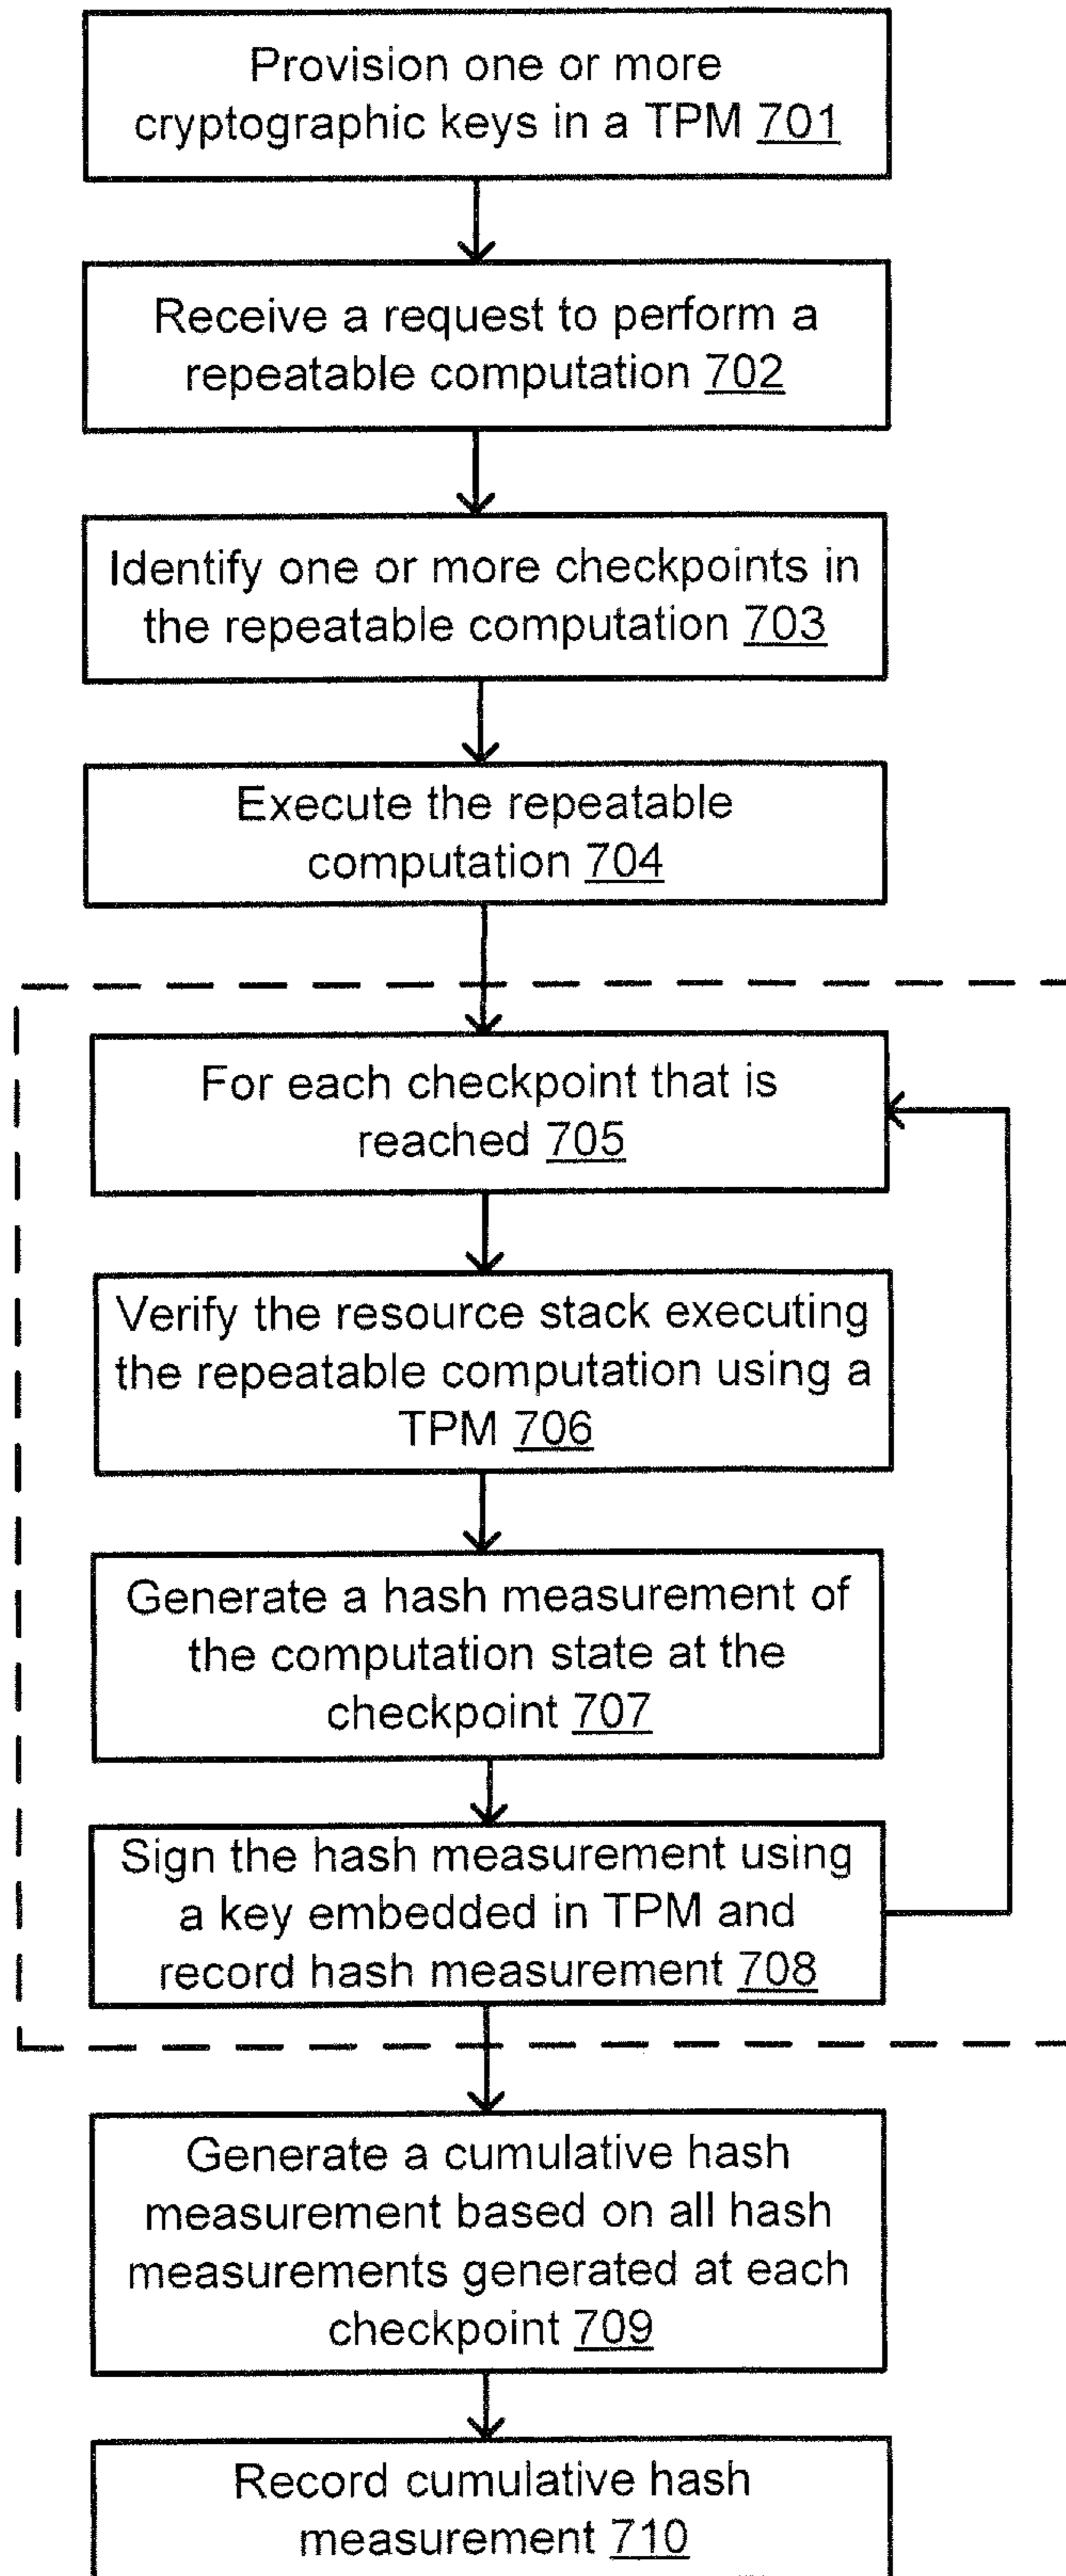 Provision one or more
cryptographic keys in a TPM 701
Receive a request to perform a
repeatable computation 702
Identify one or more checkpoints in
the repeatable computation 703
Execute the repeatable
computation 704
For each checkpoint that is
reached 705
Verify the resource stack executing
the repeatable computation using a
TPM 706
Generate a hash measurement of
the computation state at the
checkpoint 707
Sign the hash measurement using
a key embedded in TPM and
record hash measurement 708
Generate a cumulative hash
measurement based on all hash
measurements generated at each
checkpoint 709
Record cumulative hash
measurement 710